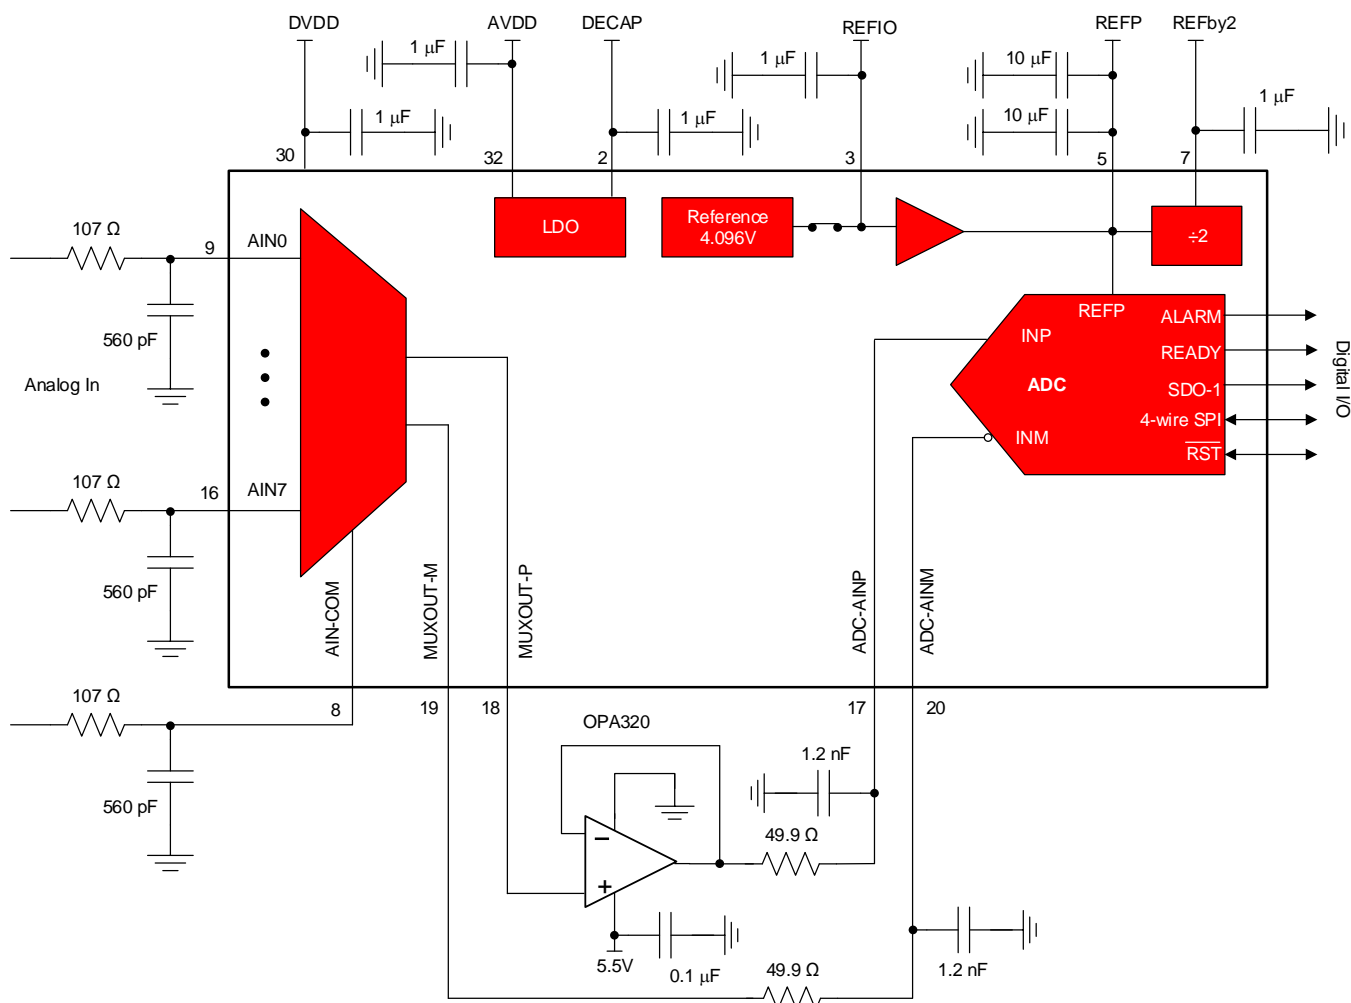 DVDD
AVDD
DECAP
REFIO
REFP
REFby2
1 μF
1 μF
10 μF
1 μF
1 μF
1 μF
10 μF
30
32
2
3
5
7
107 Ω
9
AIN0
LDO
Reference
4.096V
÷2
560 pF
REFP
INP
ALARM
READY
ADC
SDO-1
Analog In
4-wire SPI
INM
RST
Digital I/O
107 Ω
16
AIN7
560 pF
AIN-COM
MUXOUT-M
MUXOUT-P
ADC-AINP
ADC-AINM
107 Ω
8
19
18
17
20
560 pF
OPA320
1.2 nF
−
+
49.9 Ω
5.5V
0.1 μF
49.9 Ω
1.2 nF